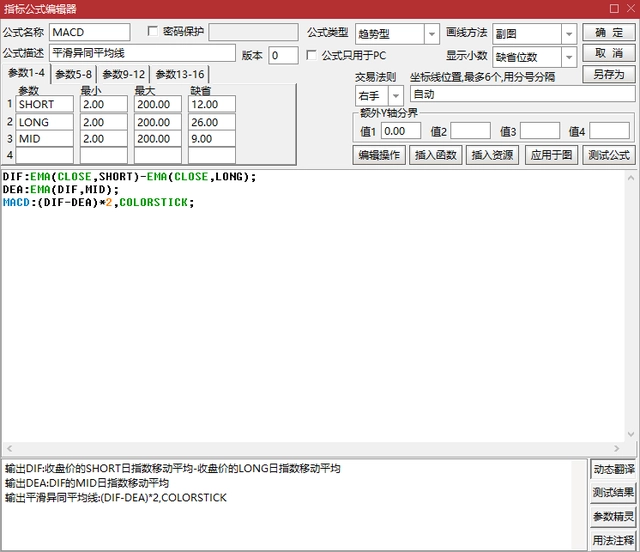 指标公式编辑器
公式名称 MACD 密码保护 公式类型 趋势型 画线方法 副图 确 定
公式描述 平滑异同平均线 版本 0 公式只用于PC 显示小数 缺省位数 取 消
参数1-4 参数5-8 参数9-12 参数13-16 交易法则 坐标线位置,最多6个,用分号分隔 另存为
参数 最小 最大 缺省 右手 自动
1 SHORT 2.00 200.00 12.00 额外Y轴分界
2 LONG 2.00 200.00 26.00 值1 0.00 值2 值3 值4
3 MID 2.00 200.00 9.00
4 编辑操作 插入函数 插入资源 应用于图 测试公式
DIF:EMA(CLOSE,SHORT)-EMA(CLOSE,LONG);
DEA:EMA(DIF,MID);
MACD:(DIF-DEA)*2,COLORSTICK;
输出DIF:收盘价的SHORT日指数移动平均-收盘价的LONG日指数移动平均
输出DEA:DIF的MID日指数移动平均
输出平滑异同平均线:(DIF-DEA)*2,COLORSTICK
动态翻译
测试结果
参数精灵
用法注释